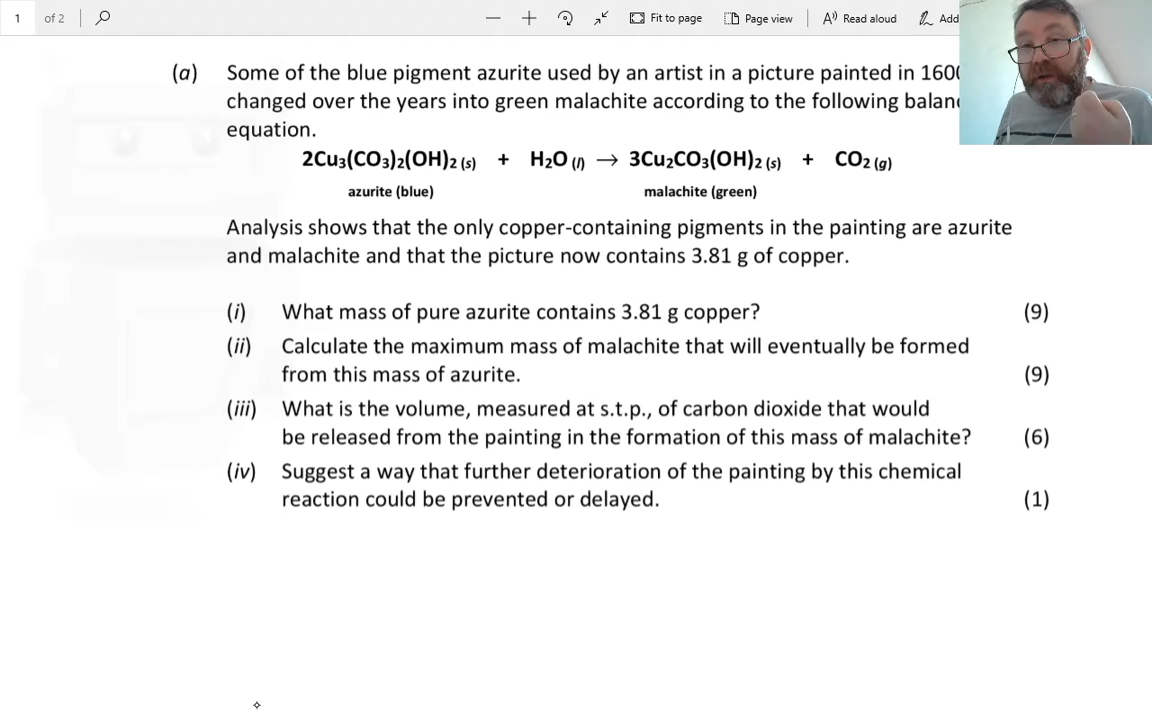 1 of 2 Fit to page Page view Read aloud Add
(a) Some of the blue pigment azurite used by an artist in a picture painted in
changed over the years into green malachite according to the following
equation.
2Cu₃(CO₃)₂(OH)₂ (s) + H₂O (l) → 3Cu₂CO₃(OH)₂ (s) + CO₂ (g)
azurite (blue) malachite (green)
Analysis shows that the only copper-containing pigments in the painting are azurite
and malachite and that the picture now contains 3.81 g of copper.
(i) What mass of pure azurite contains 3.81 g copper? (9)
(ii) Calculate the maximum mass of malachite that will eventually be formed
from this mass of azurite. (9)
(iii) What is the volume, measured at s.t.p., of carbon dioxide that would
be released from the painting in the formation of this mass of malachite? (6)
(iv) Suggest a way that further deterioration of the painting by this chemical
reaction could be prevented or delayed. (1)